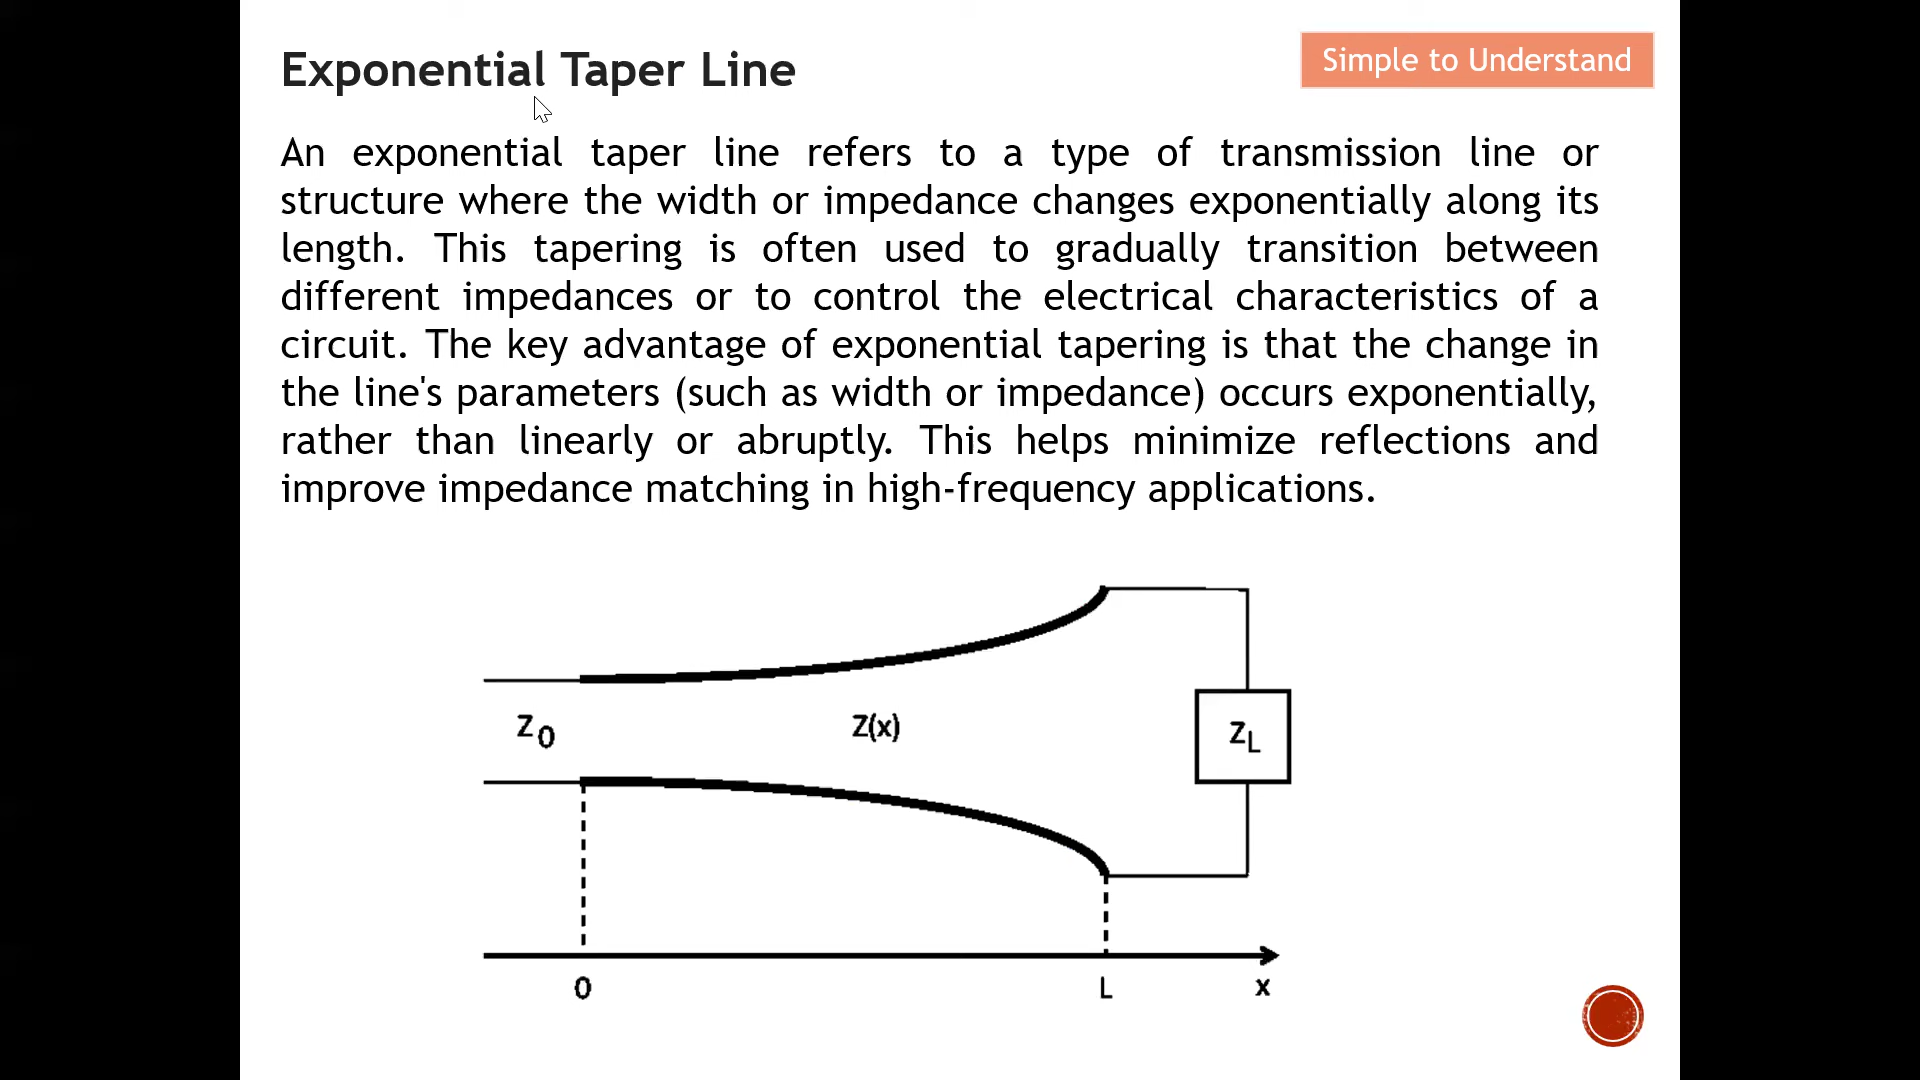 Exponential Taper Line
Simple to Understand
An exponential taper line refers to a type of transmission line or
structure where the width or impedance changes exponentially along its
length. This tapering is often used to gradually transition between
different impedances or to control the electrical characteristics of a
circuit. The key advantage of exponential tapering is that the change in
the line's parameters (such as width or impedance) occurs exponentially,
rather than linearly or abruptly. This helps minimize reflections and
improve impedance matching in high-frequency applications.
Z0
Z(x)
ZL
0
L
x